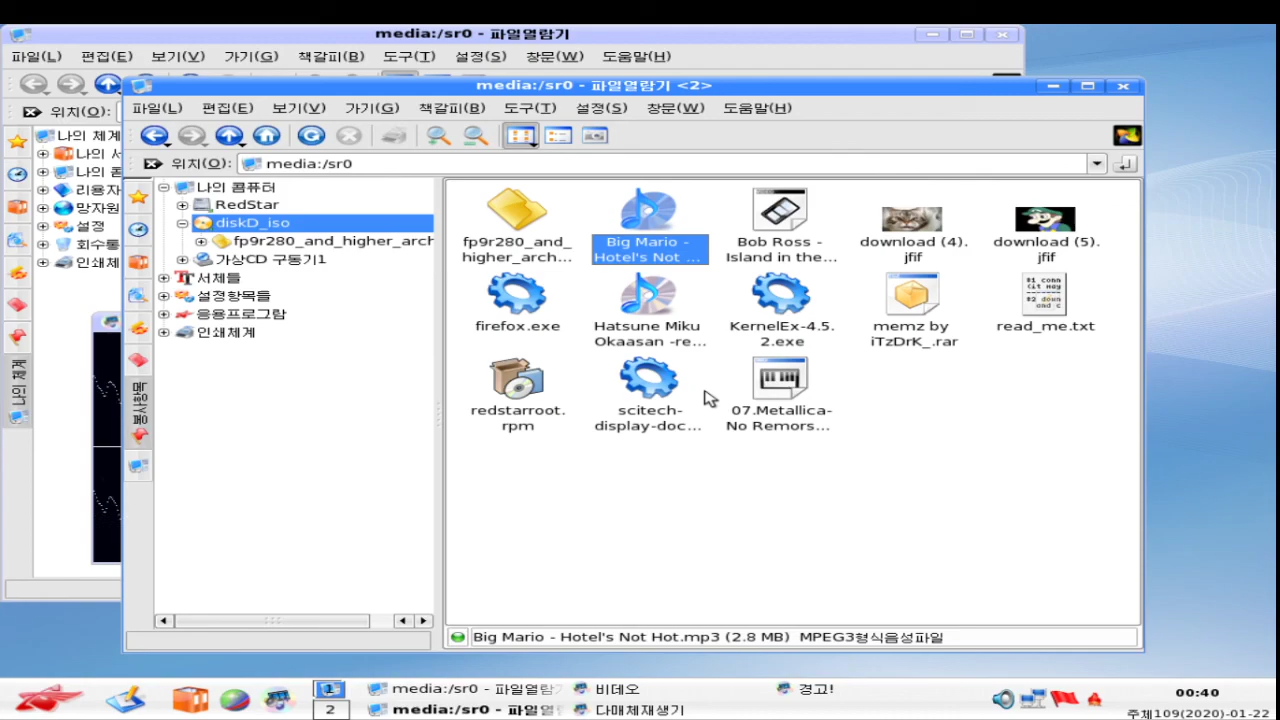 media:/sr0 - 파일열람기
파일(L) 편집(E) 보기(V) 가기(G) 책갈피(B) 도구(T) 설정(S) 창문(W) 도움말(H)
위치(O):
나의 체계
나의 서
나의 콤
리용자
망자원
설정
회수통
인쇄체
나의 체계
media:/sr0 - 파일열람기 <2>
파일(L) 편집(E) 보기(V) 가기(G) 책갈피(B) 도구(T) 설정(S) 창문(W) 도움말(H)
위치(O): media:/sr0
나의 콤퓨터
RedStar
diskD_iso
fp9r280_and_higher_arch
가상CD 구동기1
서체들
설정항목들
응용프로그람
인쇄체계
fp9r280_and_
higher_arch...
Big Mario -
Hotel's Not ...
Bob Ross -
Island in the...
download (4).
jfif
download (5).
jfif
firefox.exe
Hatsune Miku
Okaasan -re...
KernelEx-4.5.
2.exe
memz by
iTzDrK_.rar
read_me.txt
redstarroot.
rpm
scitech-
display-doc...
07.Metallica-
No Remors...
Big Mario - Hotel's Not Hot.mp3 (2.8 MB) MPEG3형식음성파일
1
2
media:/sr0 - 파일열람기
비데오
경고!
media:/sr0 - 파일열
다매체재생기
00:40
주체109(2020)-01-22